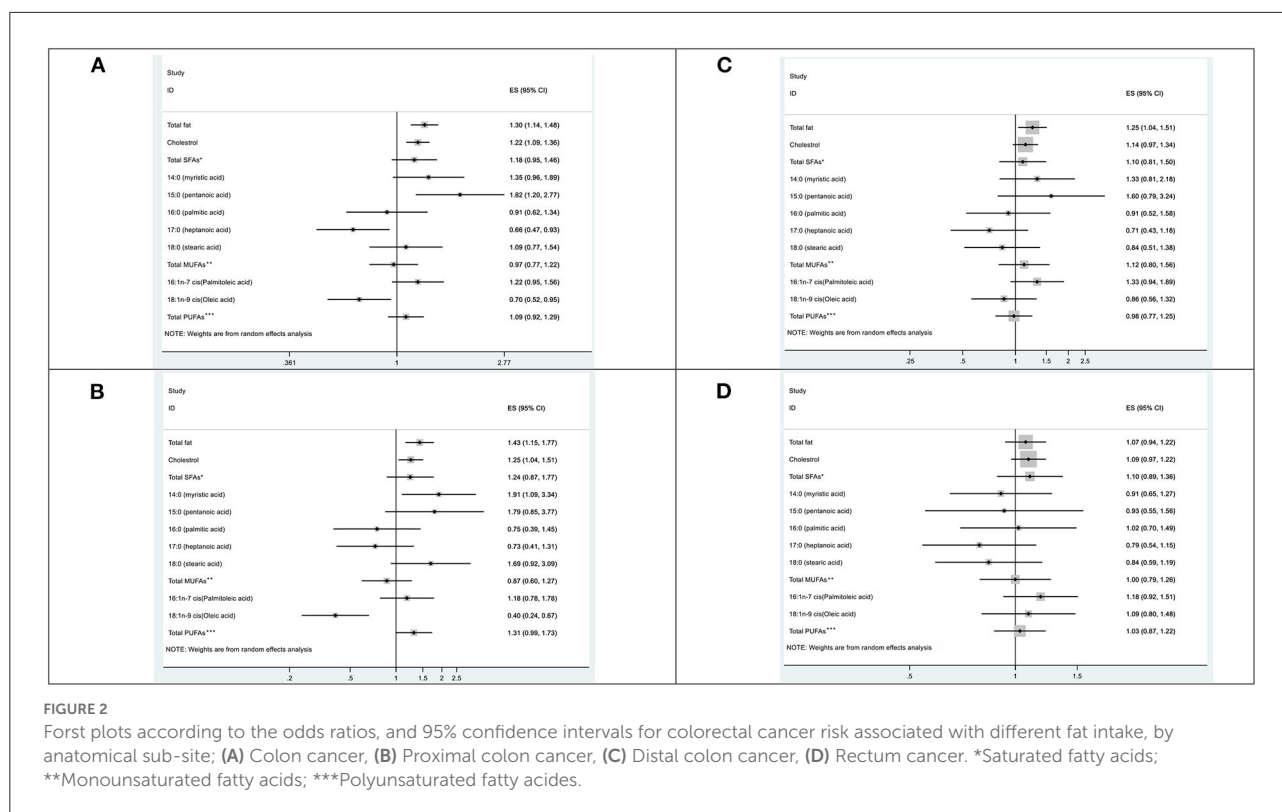 A
Study
ID ES (95% CI)
Total fat 1.30 (1.14, 1.48)
Cholestrol 1.22 (1.09, 1.36)
Total SFAs* 1.18 (0.95, 1.46)
14:0 (myristic acid) 1.35 (0.96, 1.89)
15:0 (pentanoic acid) 1.82 (1.20, 2.77)
16:0 (palmitic acid) 0.91 (0.62, 1.34)
17:0 (heptanoic acid) 0.66 (0.47, 0.93)
18:0 (stearic acid) 1.09 (0.77, 1.54)
Total MUFAs** 0.97 (0.77, 1.22)
16:1n-7 cis(Palmitoleic acid) 1.22 (0.95, 1.56)
18:1n-9 cis(Oleic acid) 0.70 (0.52, 0.95)
Total PUFAs*** 1.09 (0.92, 1.29)
NOTE: Weights are from random effects analysis
.361 1 2.77
B
Study
ID ES (95% CI)
Total fat 1.43 (1.15, 1.77)
Cholestrol 1.25 (1.04, 1.51)
Total SFAs* 1.24 (0.87, 1.77)
14:0 (myristic acid) 1.91 (1.09, 3.34)
15:0 (pentanoic acid) 1.79 (0.85, 3.77)
16:0 (palmitic acid) 0.75 (0.39, 1.45)
17:0 (heptanoic acid) 0.73 (0.41, 1.31)
18:0 (stearic acid) 1.69 (0.92, 3.09)
Total MUFAs** 0.87 (0.60, 1.27)
16:1n-7 cis(Palmitoleic acid) 1.18 (0.78, 1.78)
18:1n-9 cis(Oleic acid) 0.40 (0.24, 0.67)
Total PUFAs*** 1.31 (0.99, 1.73)
NOTE: Weights are from random effects analysis
.2 .5 1 1.5 2 2.5
C
Study
ID ES (95% CI)
Total fat 1.25 (1.04, 1.51)
Cholestrol 1.14 (0.97, 1.34)
Total SFAs* 1.10 (0.81, 1.50)
14:0 (myristic acid) 1.33 (0.81, 2.18)
15:0 (pentanoic acid) 1.60 (0.79, 3.24)
16:0 (palmitic acid) 0.91 (0.52, 1.58)
17:0 (heptanoic acid) 0.71 (0.43, 1.18)
18:0 (stearic acid) 0.84 (0.51, 1.38)
Total MUFAs** 1.12 (0.80, 1.56)
16:1n-7 cis(Palmitoleic acid) 1.33 (0.94, 1.89)
18:1n-9 cis(Oleic acid) 0.86 (0.56, 1.32)
Total PUFAs*** 0.98 (0.77, 1.25)
NOTE: Weights are from random effects analysis
.25 .5 1 1.5 2 2.5
D
Study
ID ES (95% CI)
Total fat 1.07 (0.94, 1.22)
Cholestrol 1.09 (0.97, 1.22)
Total SFAs* 1.10 (0.89, 1.36)
14:0 (myristic acid) 0.91 (0.65, 1.27)
15:0 (pentanoic acid) 0.93 (0.55, 1.56)
16:0 (palmitic acid) 1.02 (0.70, 1.49)
17:0 (heptanoic acid) 0.79 (0.54, 1.15)
18:0 (stearic acid) 0.84 (0.59, 1.19)
Total MUFAs** 1.00 (0.79, 1.26)
16:1n-7 cis(Palmitoleic acid) 1.18 (0.92, 1.51)
18:1n-9 cis(Oleic acid) 1.09 (0.80, 1.48)
Total PUFAs*** 1.03 (0.87, 1.22)
NOTE: Weights are from random effects analysis
.5 1 1.5
FIGURE 2
Forst plots according to the odds ratios, and 95% confidence intervals for colorectal cancer risk associated with different fat intake, by
anatomical sub-site; (A) Colon cancer, (B) Proximal colon cancer, (C) Distal colon cancer, (D) Rectum cancer. *Saturated fatty acids;
**Monounsaturated fatty acids; ***Polyunsaturated fatty acides.